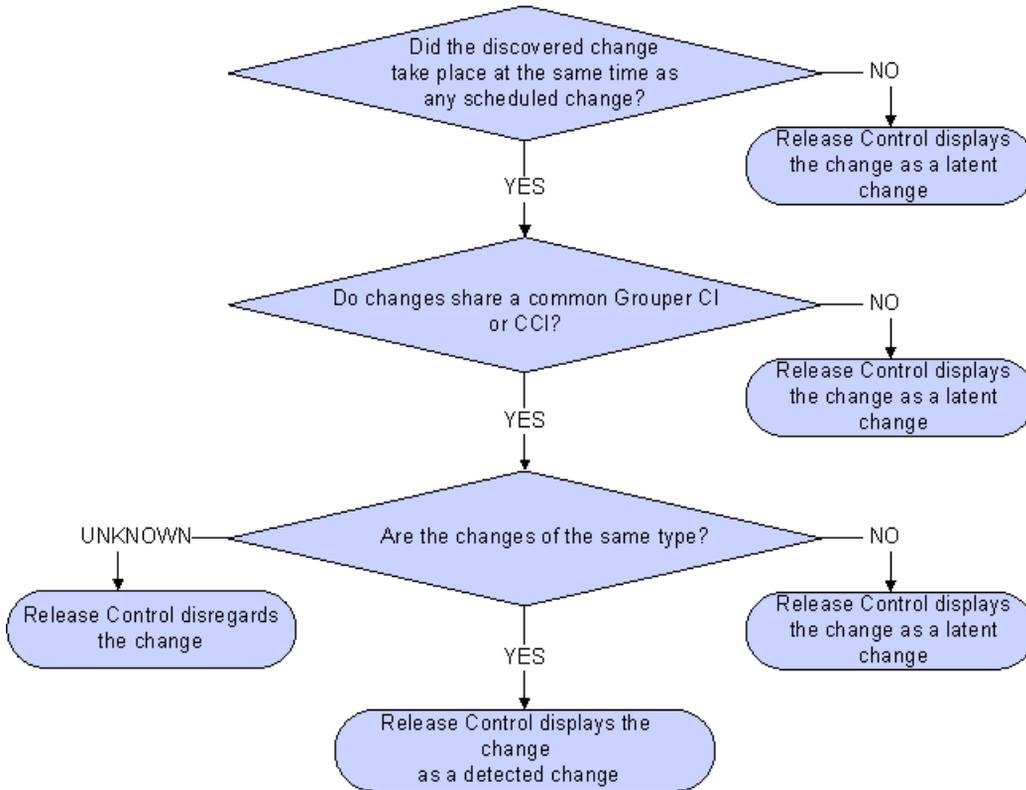 Did the discovered change
take place at the same time as
any scheduled change?
NO
Release Control displays
the change as a latent
change
YES
Do changes share a common Grouper CI
or CCI?
NO
Release Control displays
the change as a latent
change
YES
Are the changes of the same type?
UNKNOWN
NO
Release Control disregards
the change
Release Control displays
the change as a latent
change
YES
Release Control displays the
change
as a detected change